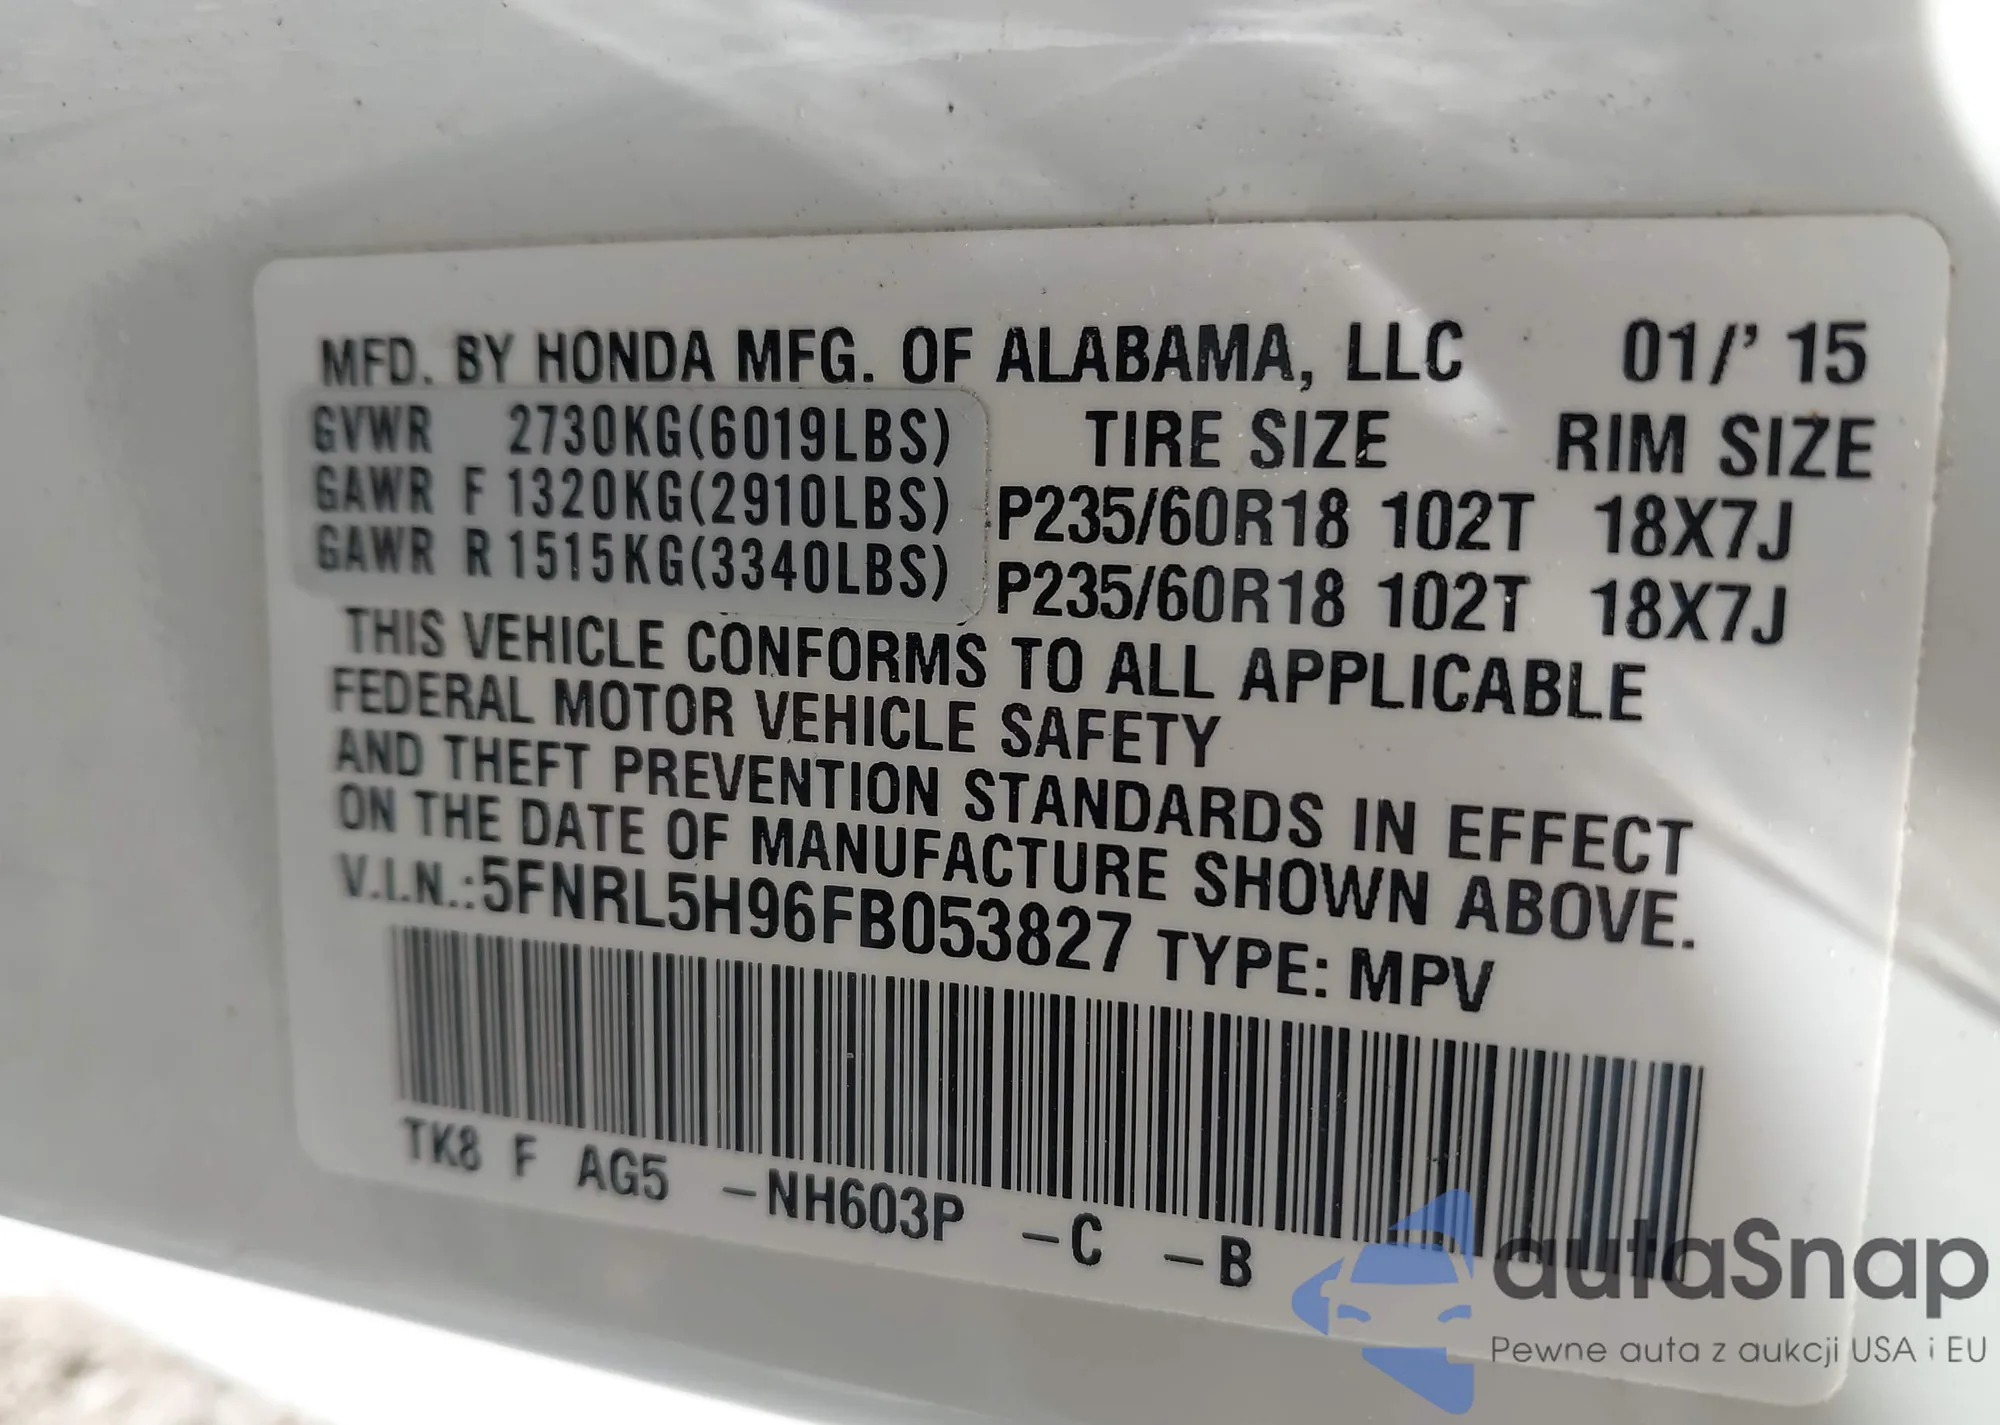 MFD. BY HONDA MFG. OF ALABAMA, LLC 01/'15
GVWR 2730KG(6019LBS) TIRE SIZE RIM SIZE
GAWR F 1320KG(2910LBS) P235/60R18 102T 18X7J
GAWR R 1515KG(3340LBS) P235/60R18 102T 18X7J
THIS VEHICLE CONFORMS TO ALL APPLICABLE
FEDERAL MOTOR VEHICLE SAFETY
AND THEFT PREVENTION STANDARDS IN EFFECT
ON THE DATE OF MANUFACTURE SHOWN ABOVE.
V.I.N.:5FNRL5H96FB053827 TYPE: MPV
TK8 F AG5 -NH603P -C -B
autaSnap
Pewne auta z aukcji USA i EU